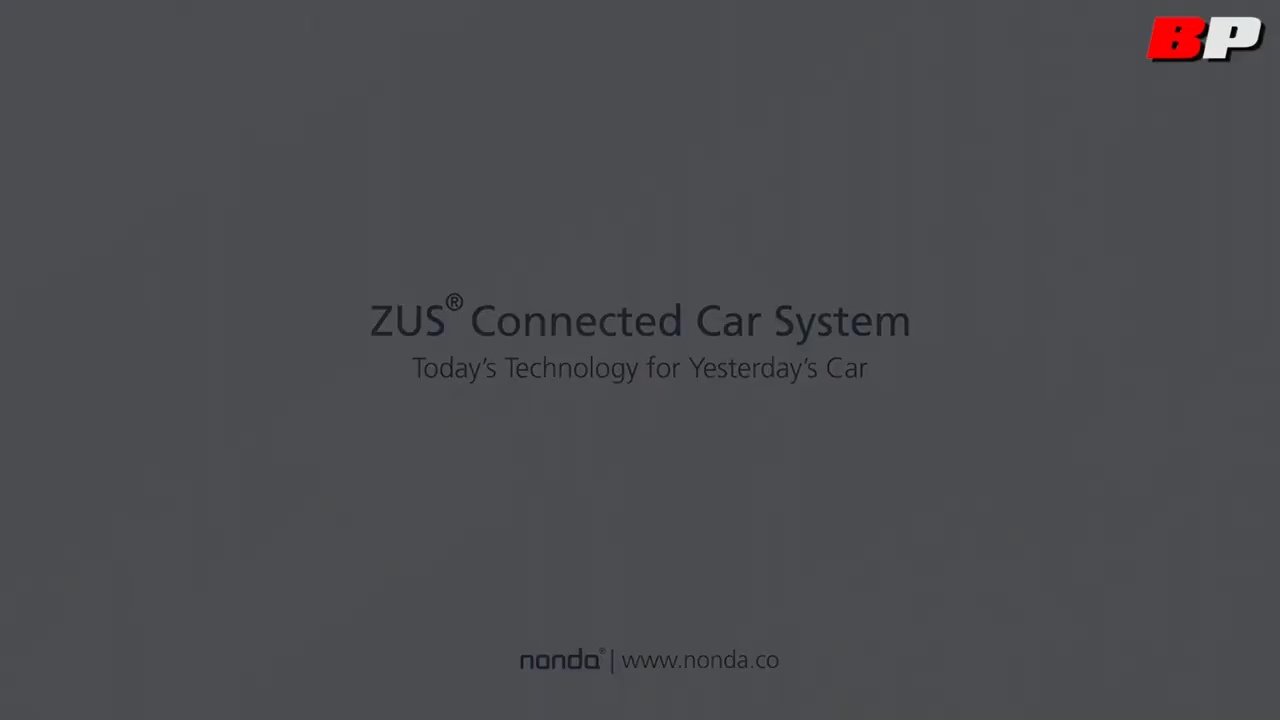 BP
ZUS® Connected Car System
Today's Technology for Yesterday's Car
nonda® | www.nonda.co